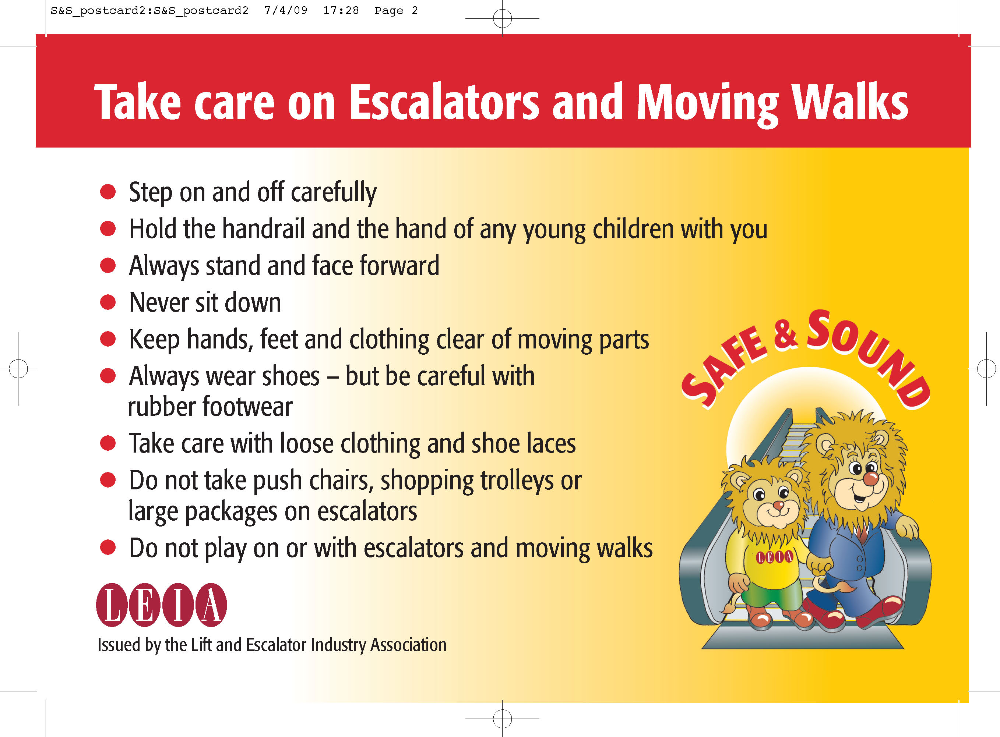 S&S_postcard2:S&S_postcard2 7/4/09 17:28 Page 2
Take care on Escalators and Moving Walks
● Step on and off carefully
● Hold the handrail and the hand of any young children with you
● Always stand and face forward
● Never sit down
● Keep hands, feet and clothing clear of moving parts
● Always wear shoes – but be careful with
rubber footwear
● Take care with loose clothing and shoe laces
● Do not take push chairs, shopping trolleys or
large packages on escalators
● Do not play on or with escalators and moving walks
SAFE & SOUND
LEIA
LEIA
Issued by the Lift and Escalator Industry Association